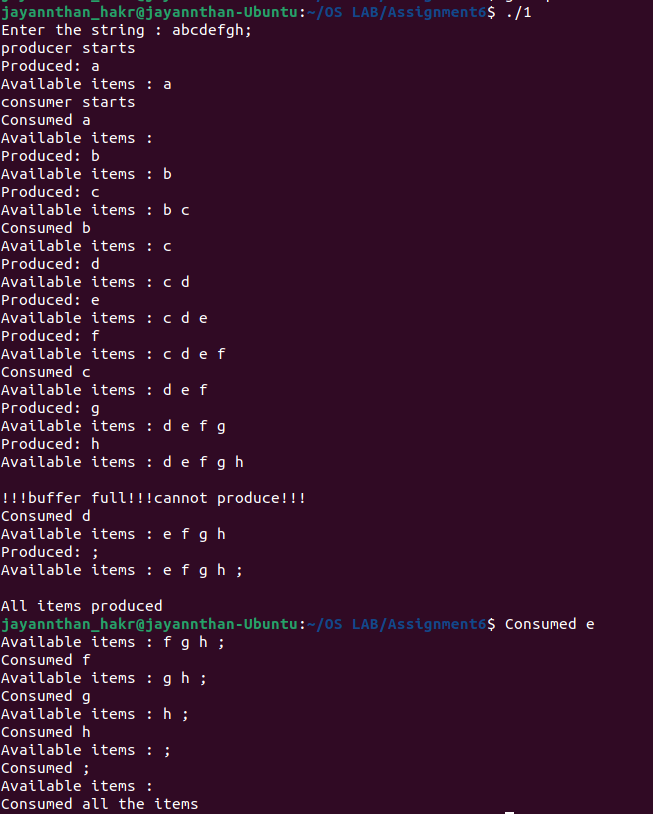 jayannthan_hakr@jayannthan-Ubuntu:~/OS LAB/Assignment6$ ./1
Enter the string : abcdefgh;
producer starts
Produced: a
Available items : a
consumer starts
Consumed a
Available items :
Produced: b
Available items : b
Produced: c
Available items : b c
Consumed b
Available items : c
Produced: d
Available items : c d
Produced: e
Available items : c d e
Produced: f
Available items : c d e f
Consumed c
Available items : d e f
Produced: g
Available items : d e f g
Produced: h
Available items : d e f g h
!!!buffer full!!!cannot produce!!!
Consumed d
Available items : e f g h
Produced: ;
Available items : e f g h ;
All items produced
jayannthan_hakr@jayannthan-Ubuntu:~/OS LAB/Assignment6$ Consumed e
Available items : f g h ;
Consumed f
Available items : g h ;
Consumed g
Available items : h ;
Consumed h
Available items : ;
Consumed ;
Available items :
Consumed all the items